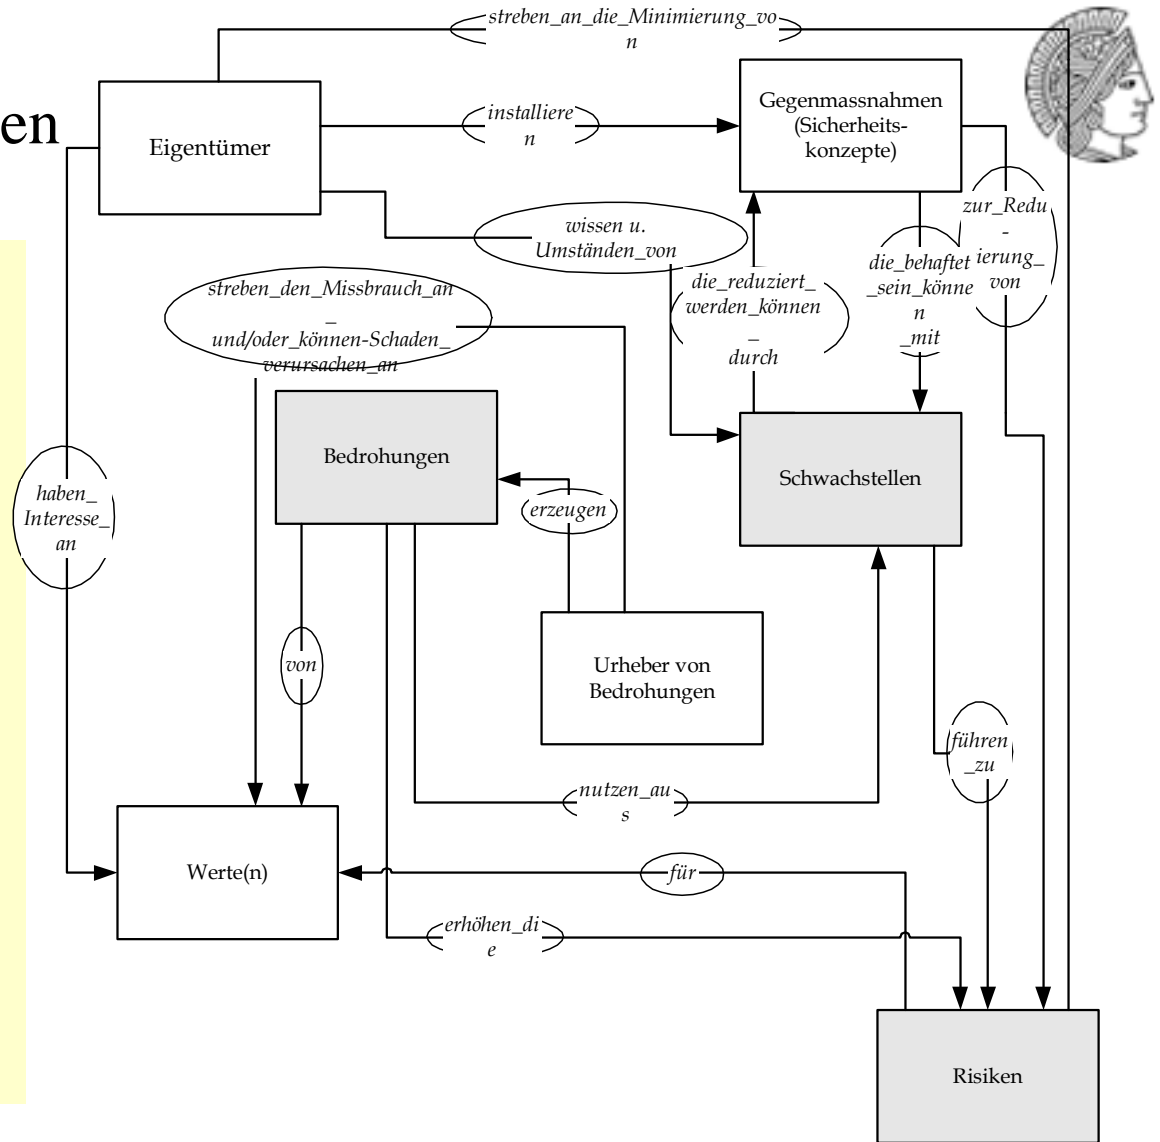 streben_an_die_Minimierung_vo
n
en
Eigentümer
installiere
n
Gegenmassnahmen
(Sicherheits-
konzepte)
wissen u.
Umständen_von
zur_Redu
-
ierung_
von
die_behaftet
_sein_könne
n
_mit
die_reduziert_
werden_können
_
durch
streben_den_Missbrauch_an
_
und/oder_können-Schaden_
verursachen_an
Bedrohungen
Schwachstellen
haben_
Interesse_
an
erzeugen
von
Urheber von
Bedrohungen
führen
_zu
nutzen_au
s
Werte(n)
für
erhöhen_di
e
Risiken